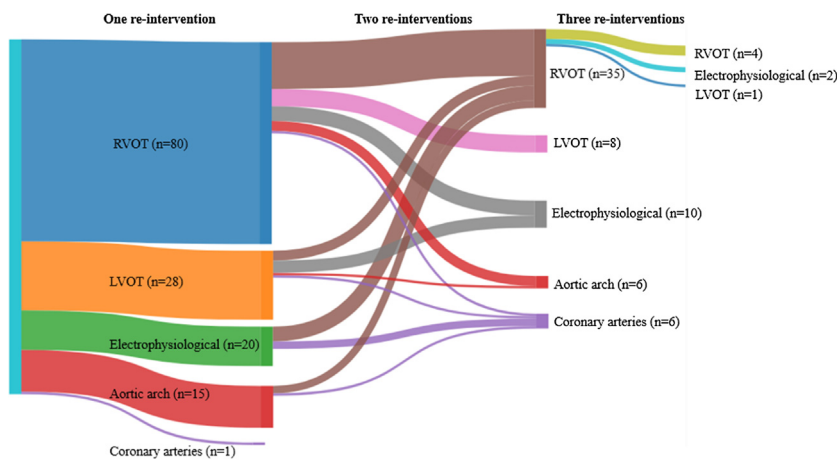 One re-intervention
Two re-interventions
Three re-interventions
RVOT (n=80)
LVOT (n=28)
Electrophysiological (n=20)
Aortic arch (n=15)
Coronary arteries (n=1)
RVOT (n=35)
LVOT (n=8)
Electrophysiological (n=10)
Aortic arch (n=6)
Coronary arteries (n=6)
RVOT (n=4)
Electrophysiological (n=2)
LVOT (n=1)